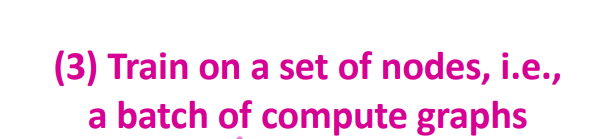 (3) Train on a set of nodes, i.e.,
a batch of compute graphs